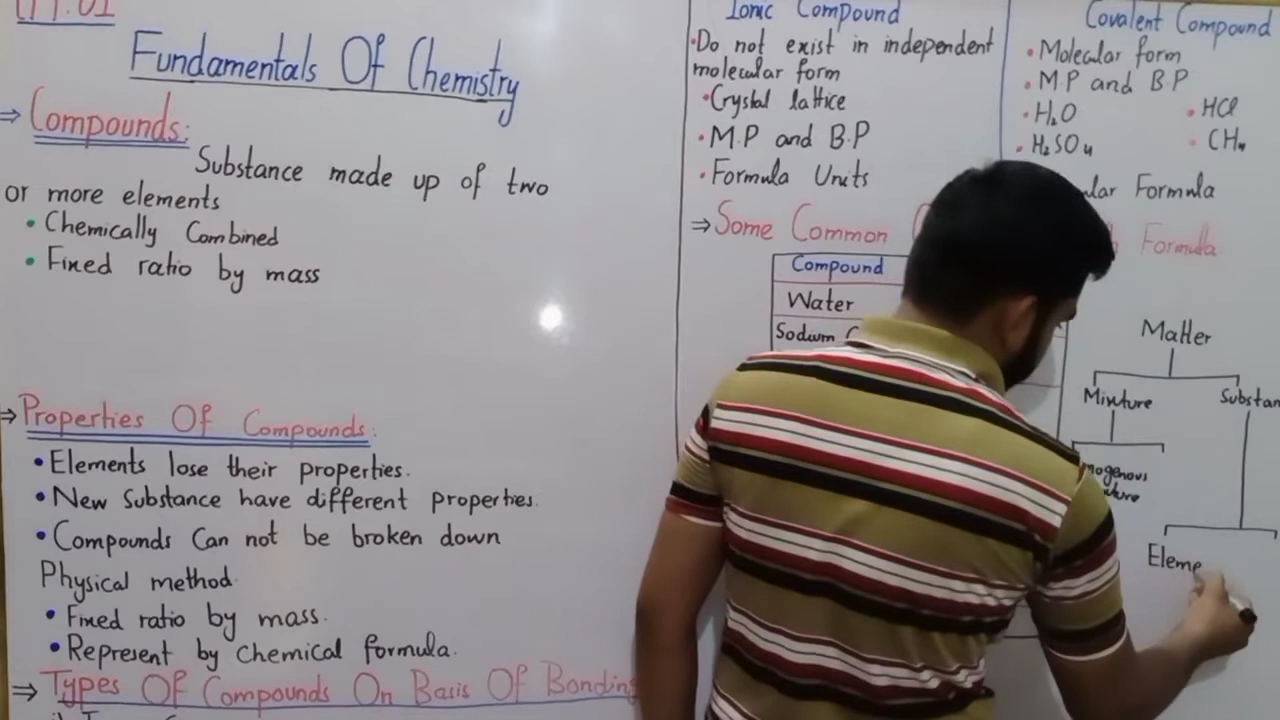 Fundamentals Of Chemistry
⇒ Compounds:
Substance made up of two
or more elements
• Chemically Combined
• Fixed ratio by mass
⇒ Properties Of Compounds:
• Elements lose their properties.
• New Substance have different properties.
• Compounds Can not be broken down
Physical method.
• Fixed ratio by mass.
• Represent by Chemical formula.
⇒ Types Of Compounds On Basis Of Bonding
Ionic Compound
• Do not exist in independent
molecular form
• Crystal lattice
• M.P and B.P
• Formula Units
Covalent Compound
• Molecular form
• M.P and B.P
• H₂O • HCl
• H₂SO₄ • CH₄
Formula
⇒ Some Common Formula
Compound
Water
Sodium
Matter
Mixture Substan
Eleme